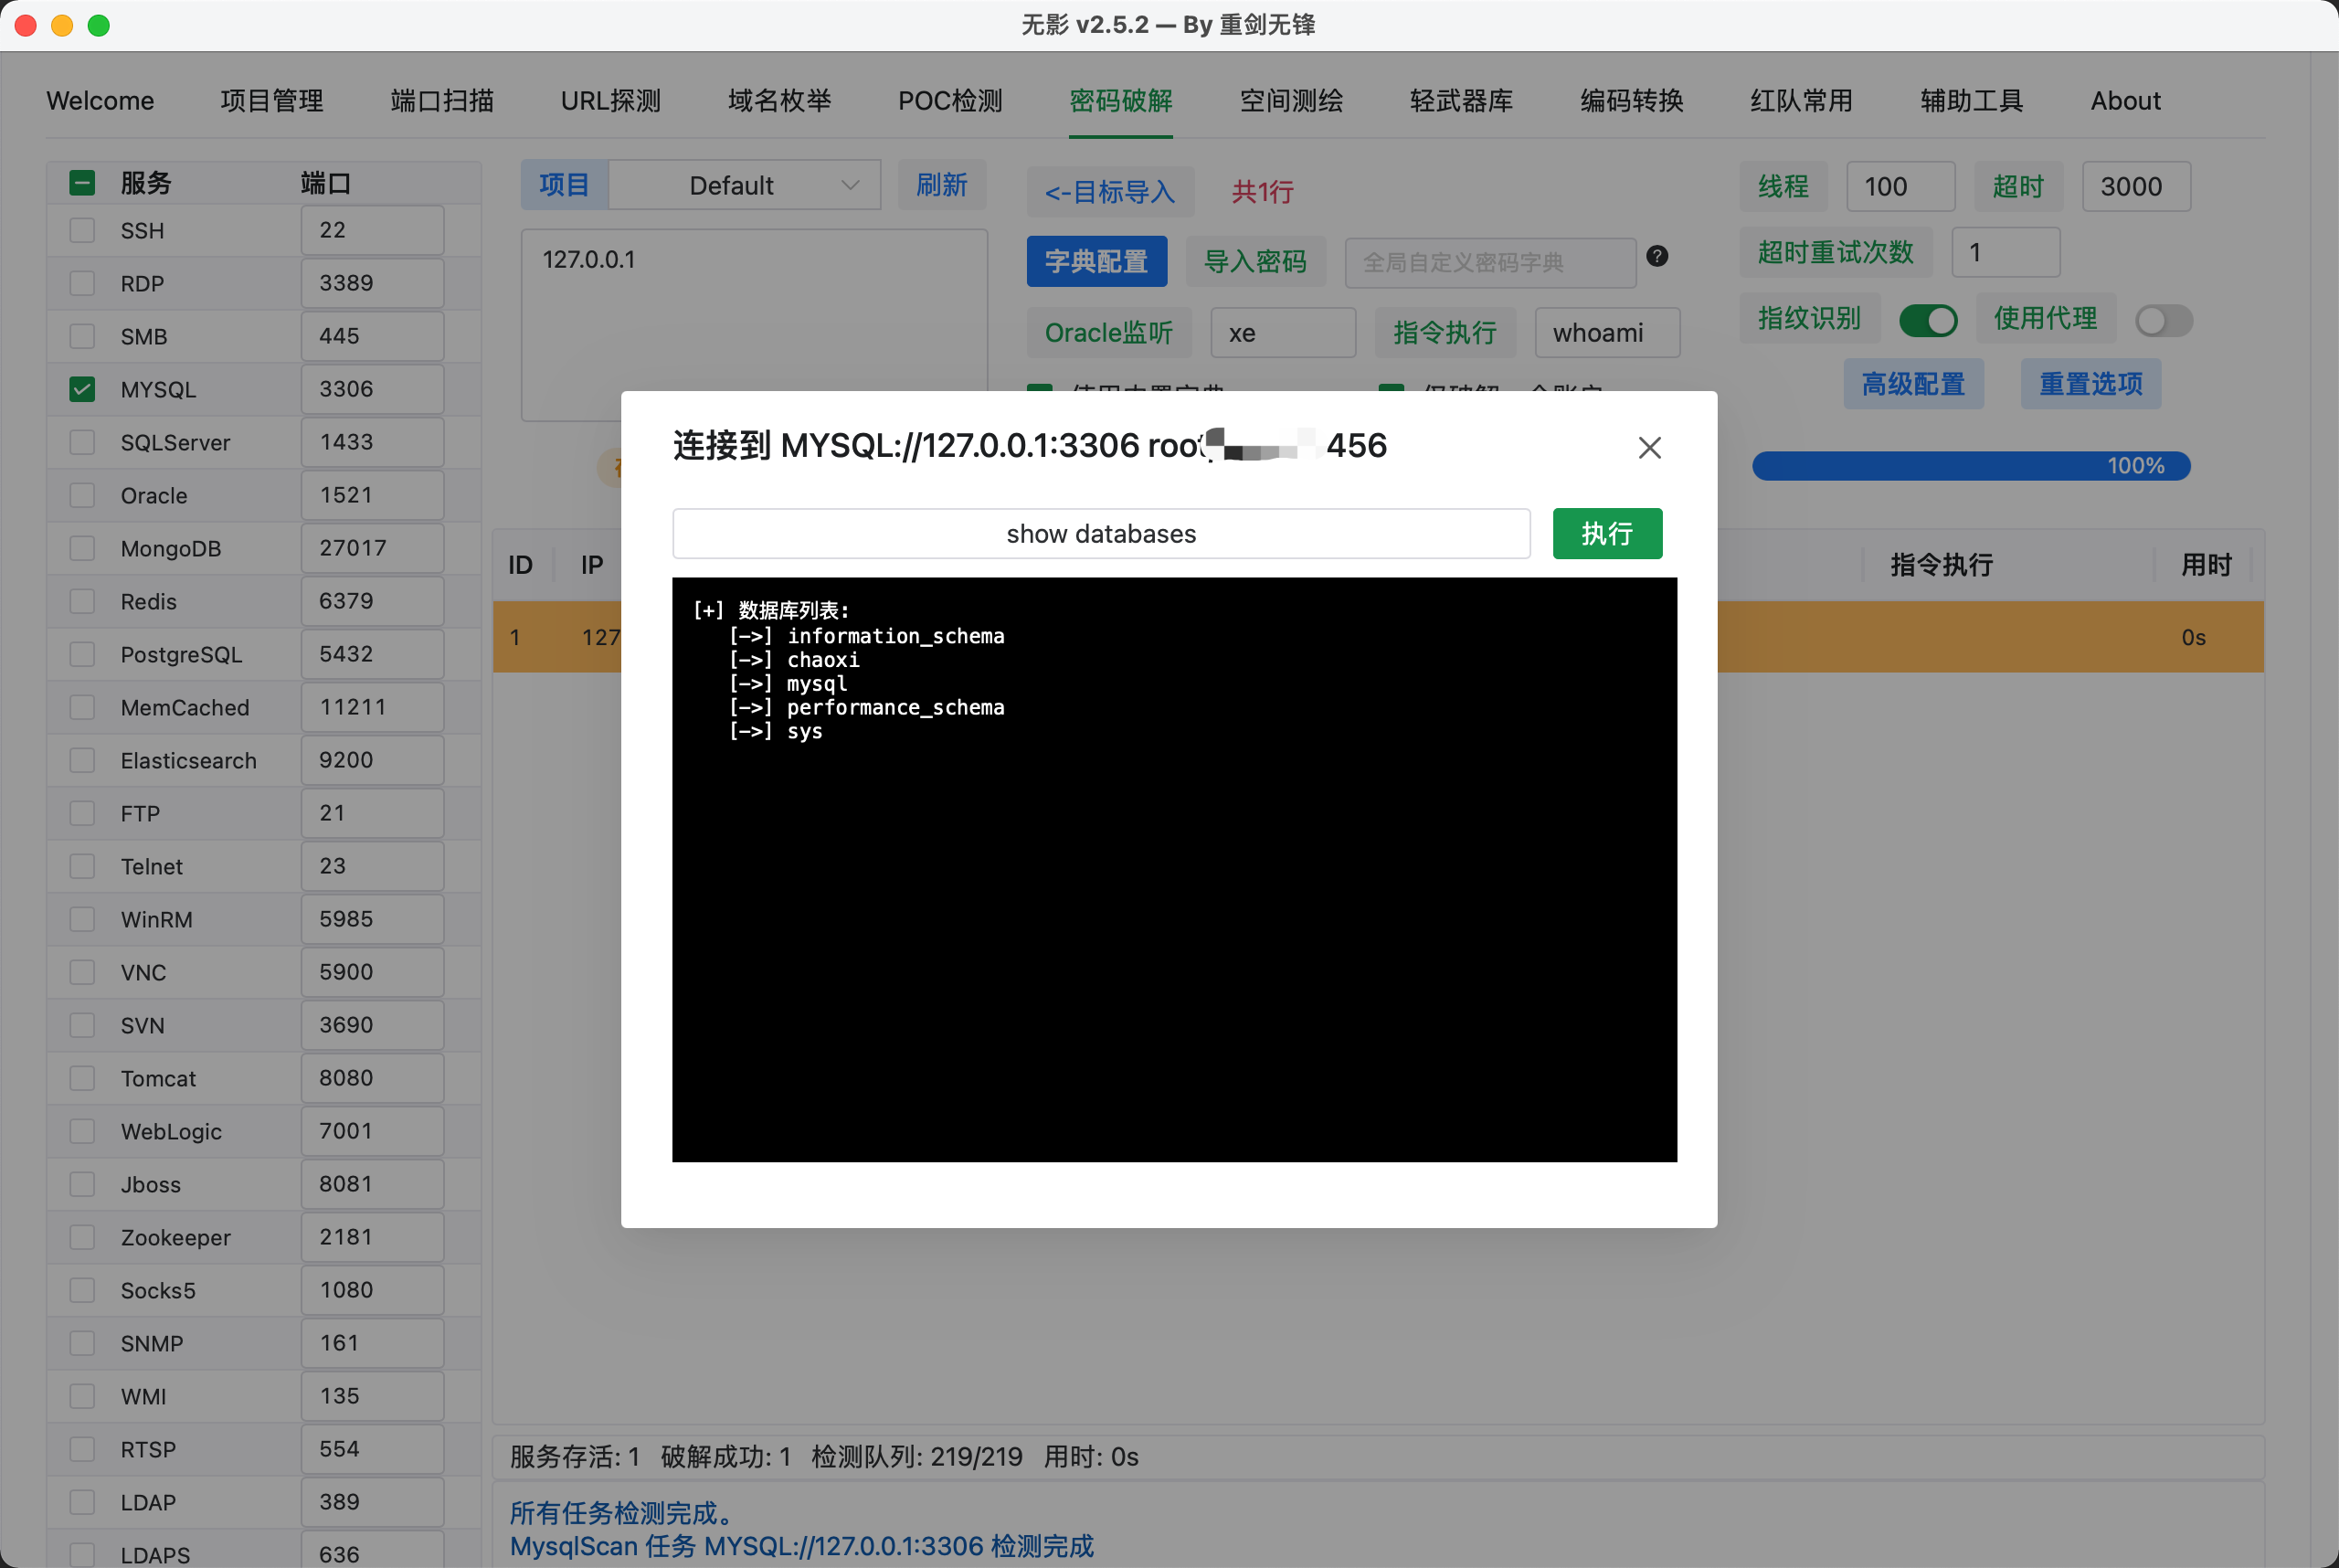 无影 v2.5.2 — By 重剑无锋
Welcome 项目管理 端口扫描 URL探测 域名枚举 POC检测 密码破解 空间测绘 轻武器库 编码转换 红队常用 辅助工具 About
服务 端口
SSH 22
RDP 3389
SMB 445
MYSQL 3306
SQLServer 1433
Oracle 1521
MongoDB 27017
Redis 6379
PostgreSQL 5432
MemCached 11211
Elasticsearch 9200
FTP 21
Telnet 23
WinRM 5985
VNC 5900
SVN 3690
Tomcat 8080
WebLogic 7001
Jboss 8081
Zookeeper 2181
Socks5 1080
SNMP 161
WMI 135
RTSP 554
LDAP 389
LDAPS 636
项目 Default 刷新
127.0.0.1
<-目标导入 共1行
字典配置 导入密码 全局自定义密码字典 ?
Oracle监听 xe 指令执行 whoami
线程 100 超时 3000
超时重试次数 1
指纹识别 使用代理
高级配置 重置选项
100%
连接到 MYSQL://127.0.0.1:3306 root 456
show databases 执行
[+] 数据库列表:
[->] information_schema
[->] chaoxi
[->] mysql
[->] performance_schema
[->] sys
ID IP 指令执行 用时
1 127 0s
服务存活: 1 破解成功: 1 检测队列: 219/219 用时: 0s
所有任务检测完成。
MysqlScan 任务 MYSQL://127.0.0.1:3306 检测完成